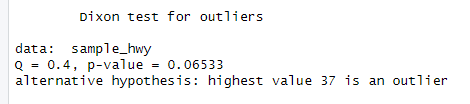 Dixon test for outliers
data:  sample_hwy
Q = 0.4, p-value = 0.06533
alternative hypothesis: highest value 37 is an outlier